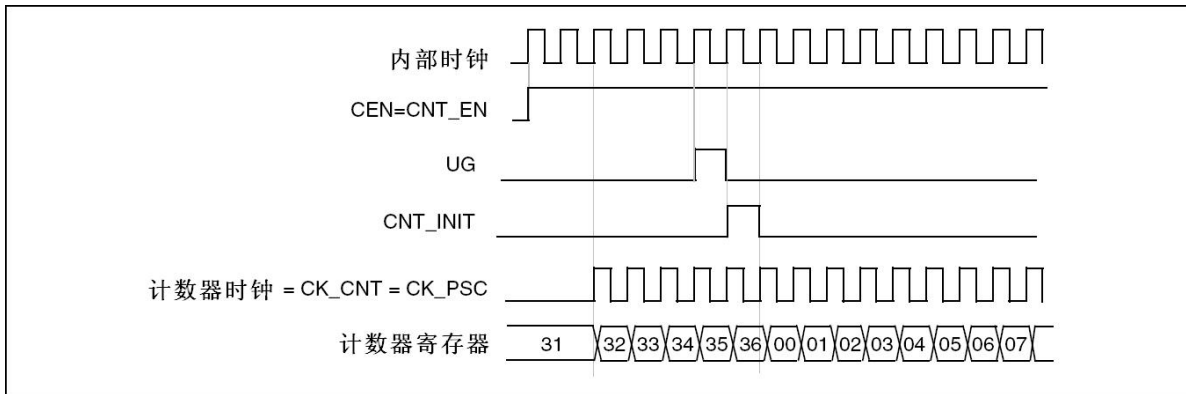 内部时钟
CEN=CNT_EN
UG
CNT_INIT
计数器时钟 = CK_CNT = CK_PSC
计数器寄存器 31 32 33 34 35 36 00 01 02 03 04 05 06 07